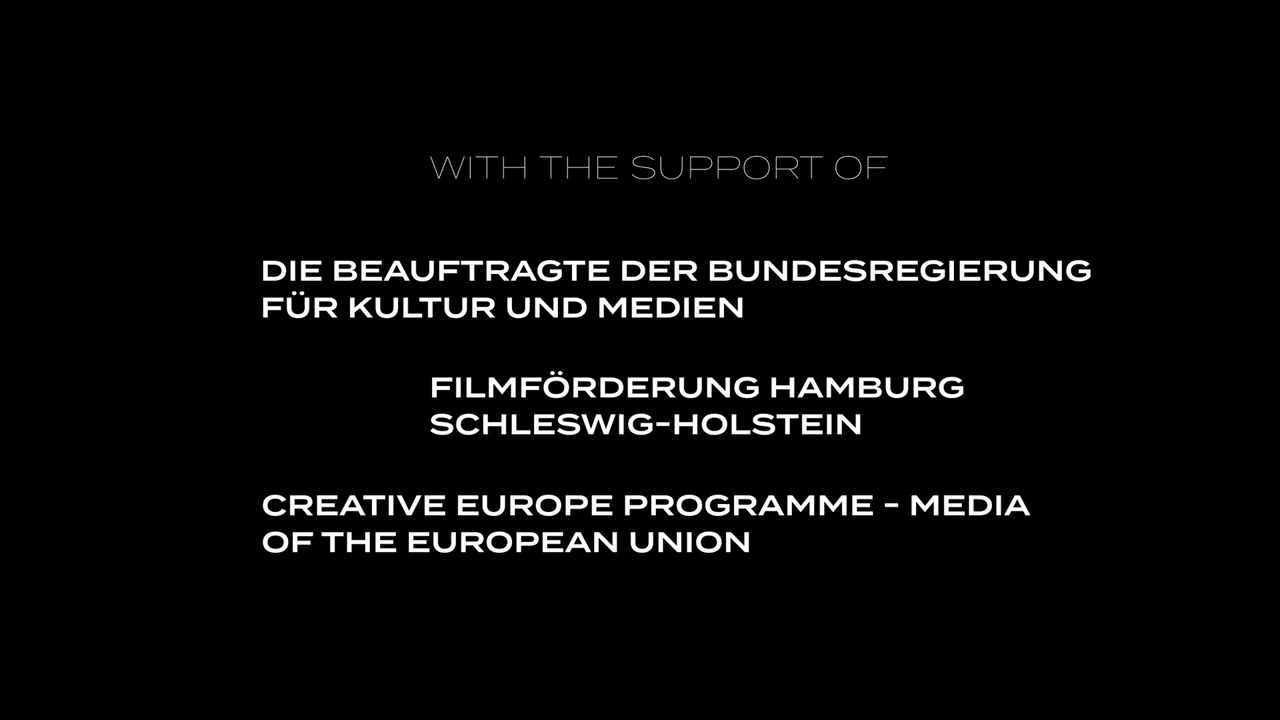 WITH THE SUPPORT OF
DIE BEAUFTRAGTE DER BUNDESREGIERUNG
FÜR KULTUR UND MEDIEN
FILMFÖRDERUNG HAMBURG
SCHLESWIG-HOLSTEIN
CREATIVE EUROPE PROGRAMME - MEDIA
OF THE EUROPEAN UNION